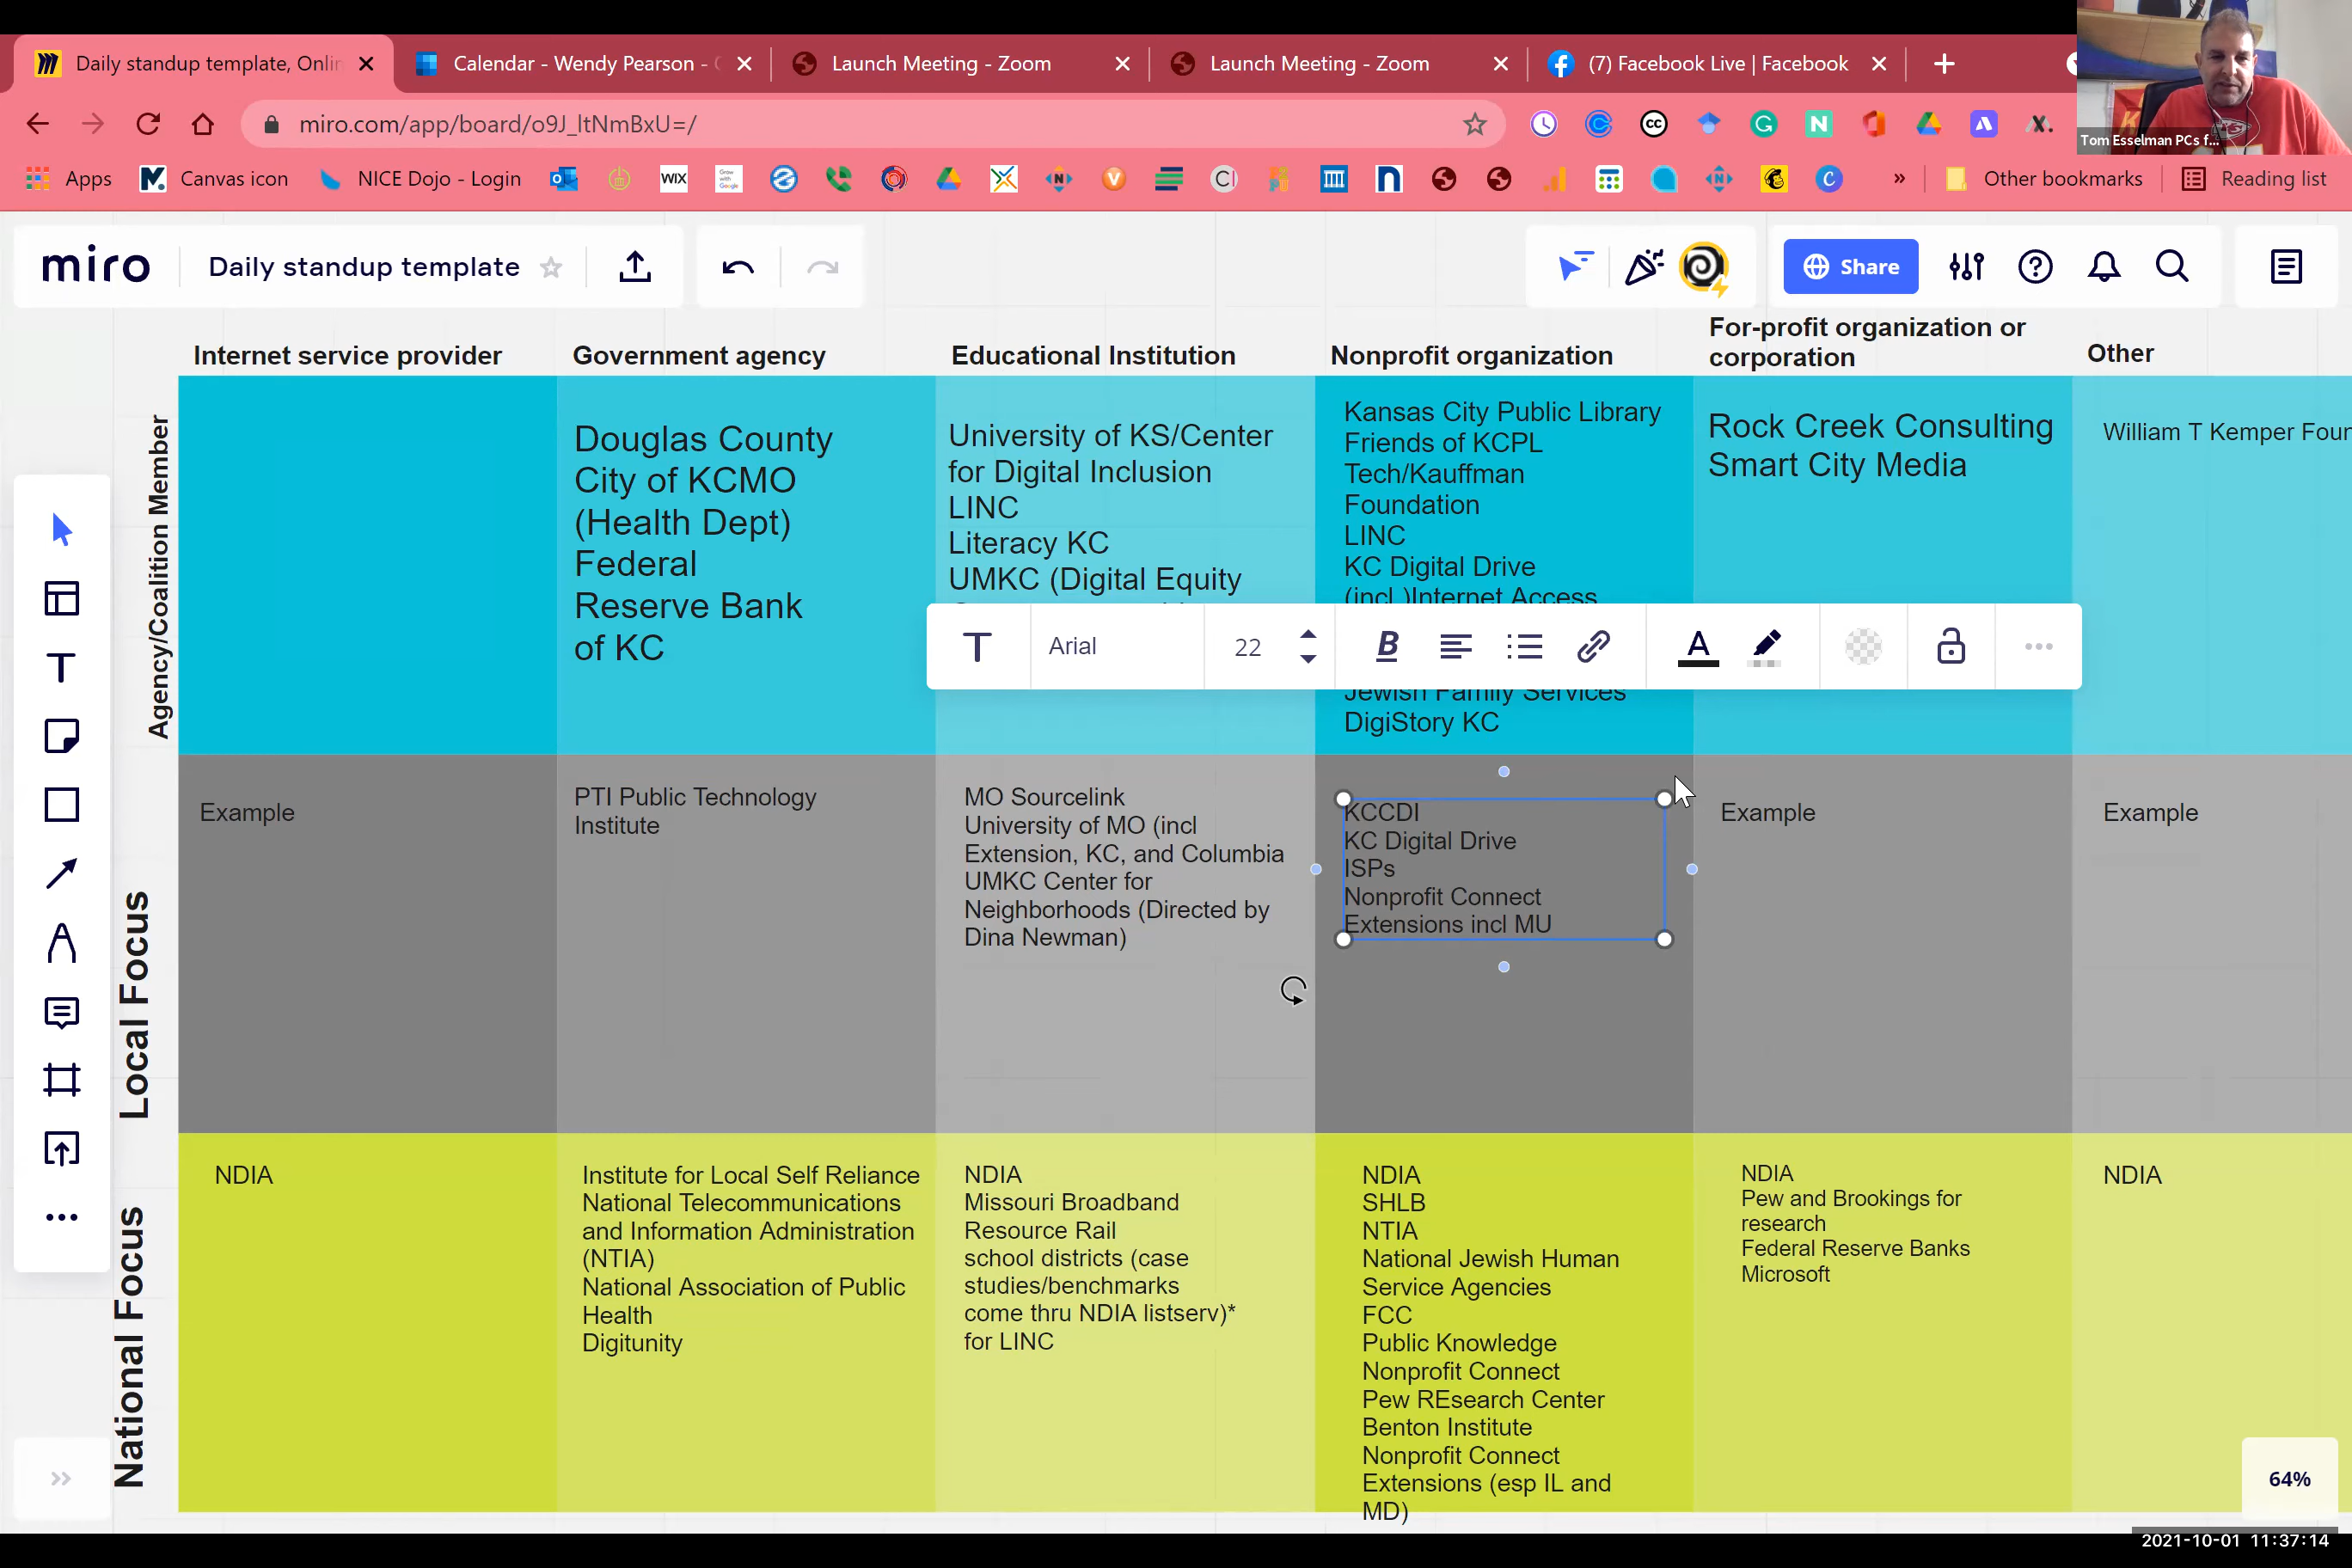 Daily standup template, Onlin
Calendar - Wendy Pearson -
Launch Meeting - Zoom
Launch Meeting - Zoom
(7) Facebook Live | Facebook
miro.com/app/board/o9J_ltNmBxU=/
Tom Esselman PCs f...
Apps
Canvas icon
NICE Dojo - Login
WIX
Other bookmarks
Reading list
miro
Daily standup template
Share
Internet service provider
Government agency
Educational Institution
Nonprofit organization
For-profit organization or
corporation
Other
Agency/Coalition Member
Douglas County
City of KCMO
(Health Dept)
Federal
Reserve Bank
of KC
University of KS/Center
for Digital Inclusion
LINC
Literacy KC
UMKC (Digital Equity
Kansas City Public Library
Friends of KCPL
Tech/Kauffman
Foundation
LINC
KC Digital Drive
(incl )Internet Access
Jewish Family Services
DigiStory KC
Rock Creek Consulting
Smart City Media
William T Kemper Four
Arial
22
Local Focus
Example
PTI Public Technology
Institute
MO Sourcelink
University of MO (incl
Extension, KC, and Columbia
UMKC Center for
Neighborhoods (Directed by
Dina Newman)
KCCDI
KC Digital Drive
ISPs
Nonprofit Connect
Extensions incl MU
Example
Example
National Focus
NDIA
Institute for Local Self Reliance
National Telecommunications
and Information Administration
(NTIA)
National Association of Public
Health
Digitunity
NDIA
Missouri Broadband
Resource Rail
school districts (case
studies/benchmarks
come thru NDIA listserv)*
for LINC
NDIA
SHLB
NTIA
National Jewish Human
Service Agencies
FCC
Public Knowledge
Nonprofit Connect
Pew REsearch Center
Benton Institute
Nonprofit Connect
Extensions (esp IL and
MD)
NDIA
Pew and Brookings for
research
Federal Reserve Banks
Microsoft
NDIA
64%
2021-10-01 11:37:14